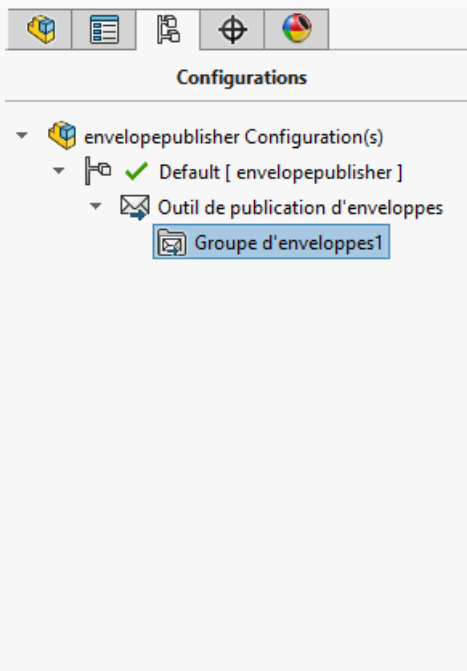 Configurations
envelopepublisher Configuration(s)
Default [ envelopepublisher ]
Outil de publication d'enveloppes
Groupe d'enveloppes1